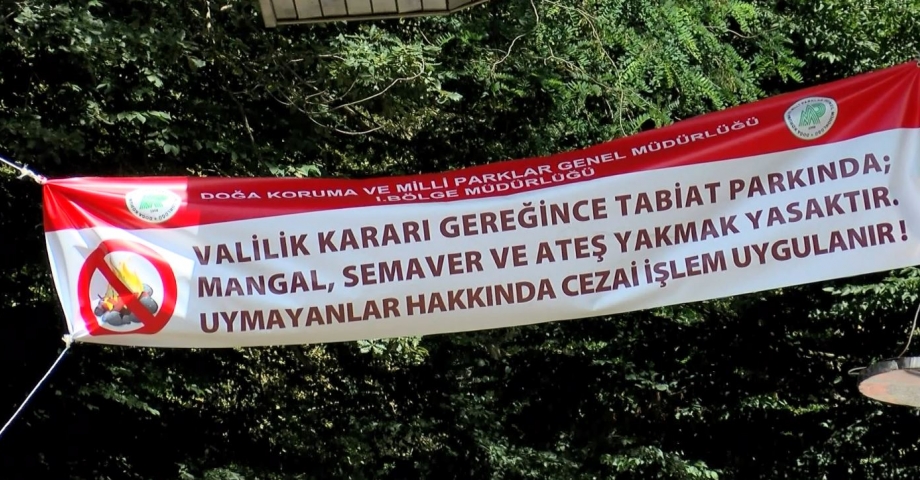 DOĞA KORUMA VE MİLLİ PARKLAR GENEL MÜDÜRLÜĞÜ
I.BÖLGE MÜDÜRLÜĞÜ
VALİLİK KARARI GEREĞİNCE TABİAT PARKINDA;
MANGAL, SEMAVER VE ATEŞ YAKMAK YASAKTIR.
UYMAYANLAR HAKKINDA CEZAİ İŞLEM UYGULANIR!